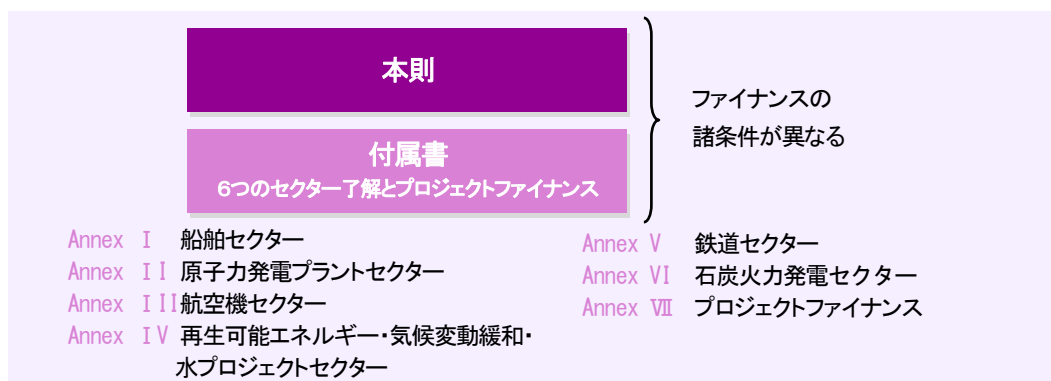 本則
付属書
6つのセクター了解とプロジェクトファイナンス
ファイナンスの
諸条件が異なる
Annex Ⅰ 船舶セクター
Annex ⅠⅠ 原子力発電プラントセクター
Annex ⅠⅠⅠ 航空機セクター
Annex ⅠV 再生可能エネルギー・気候変動緩和・
水プロジェクトセクター
Annex V 鉄道セクター
Annex VI 石炭火力発電セクター
Annex Ⅶ プロジェクトファイナンス